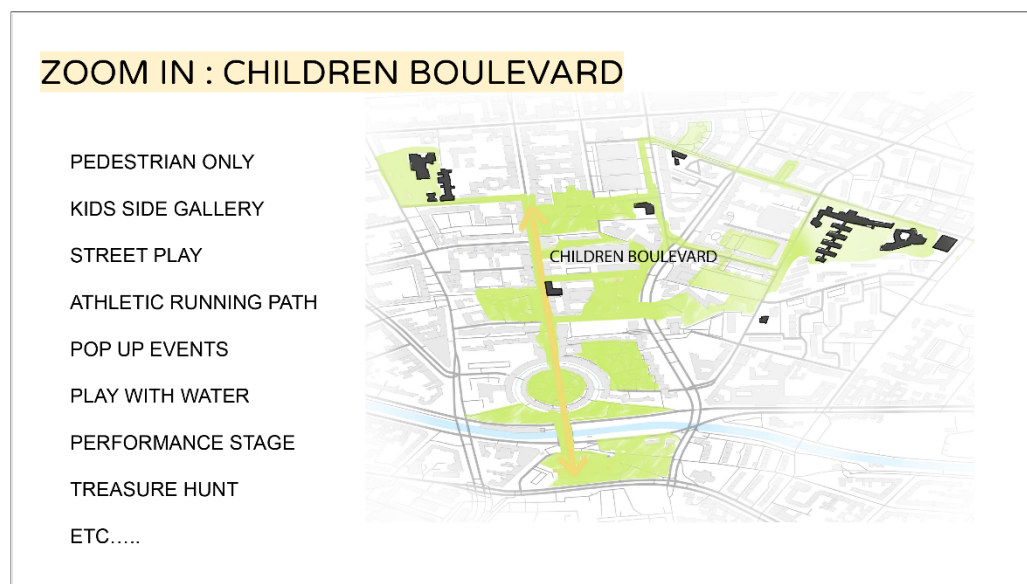 ZOOM IN : CHILDREN BOULEVARD
PEDESTRIAN ONLY
KIDS SIDE GALLERY
STREET PLAY
ATHLETIC RUNNING PATH
POP UP EVENTS
PLAY WITH WATER
PERFORMANCE STAGE
TREASURE HUNT
ETC.....
CHILDREN BOULEVARD